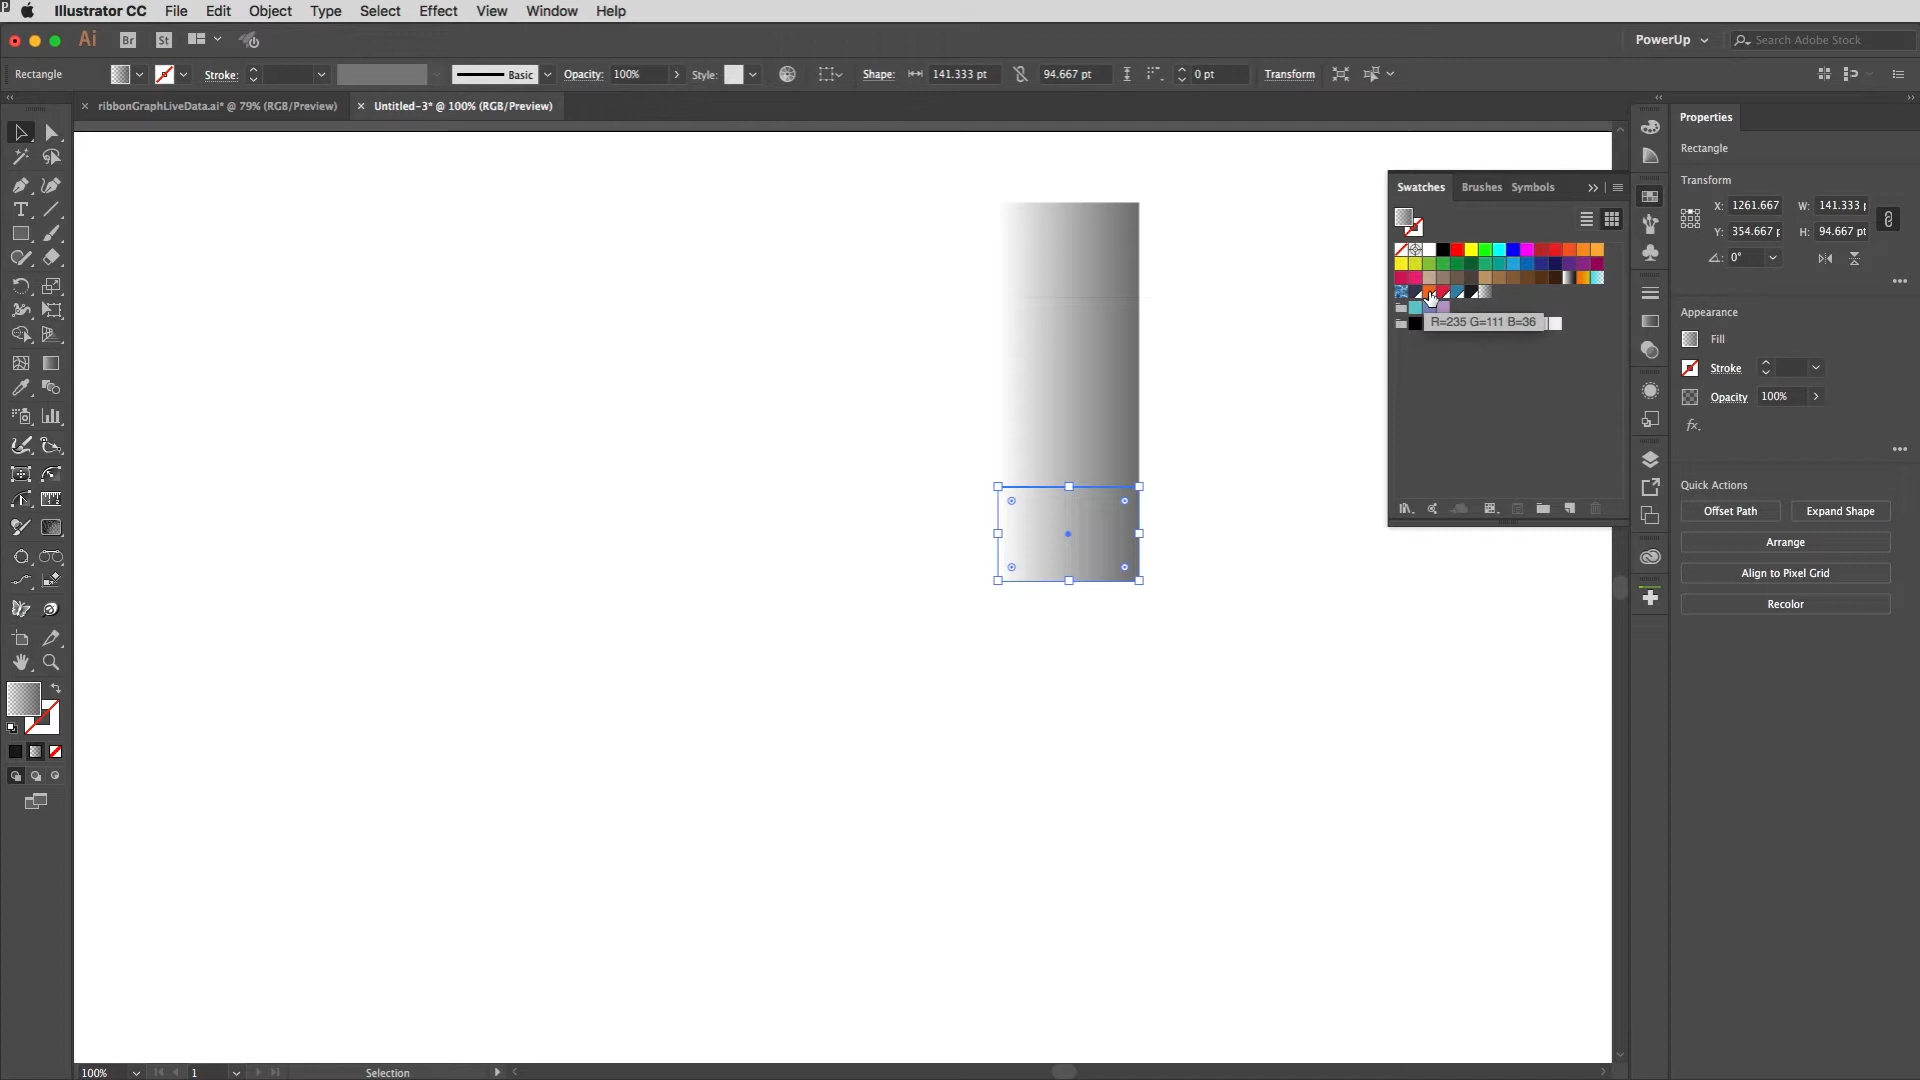 Illustrator CC File Edit Object Type Select Effect View Window Help
Ai Br St PowerUp Search Adobe Stock
Rectangle Stroke: Basic Opacity: 100% Style: Shape: 141.333 pt 94.667 pt 0 pt Transform
ribbonGraphLiveData.ai* @ 79% (RGB/Preview) Untitled-3* @ 100% (RGB/Preview)
Properties
Rectangle
Transform
X: 1261.667 W: 141.333
Y: 354.667 H: 94.667 pt
0°
Swatches Brushes Symbols
R=235 G=111 B=36
Appearance
Fill
Stroke
Opacity 100%
fx.
Quick Actions
Offset Path Expand Shape
Arrange
Align to Pixel Grid
Recolor
100% 1 Selection